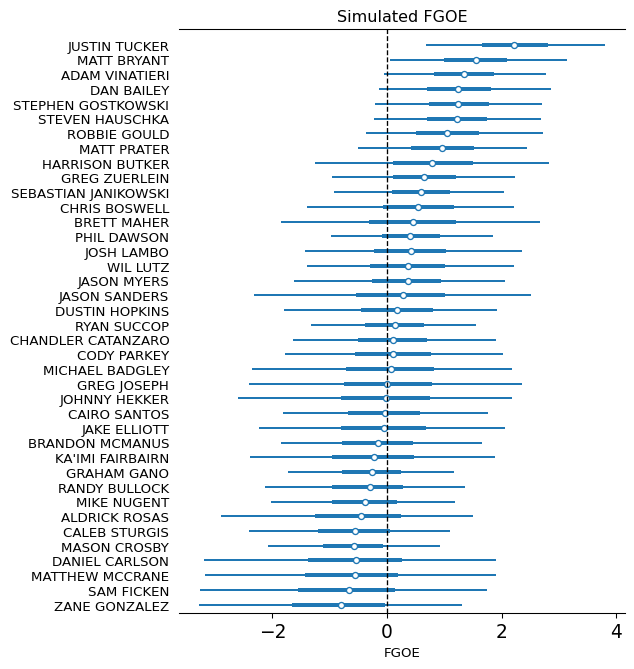 Simulated FGOE
JUSTIN TUCKER
MATT BRYANT
ADAM VINATIERI
DAN BAILEY
STEPHEN GOSTKOWSKI
STEVEN HAUSCHKA
ROBBIE GOULD
MATT PRATER
HARRISON BUTKER
GREG ZUERLEIN
SEBASTIAN JANIKOWSKI
CHRIS BOSWELL
BRETT MAHER
PHIL DAWSON
JOSH LAMBO
WIL LUTZ
JASON MYERS
JASON SANDERS
DUSTIN HOPKINS
RYAN SUCCOP
CHANDLER CATANZARO
CODY PARKEY
MICHAEL BADGLEY
GREG JOSEPH
JOHNNY HEKKER
CAIRO SANTOS
JAKE ELLIOTT
BRANDON MCMANUS
KA'IMI FAIRBAIRN
GRAHAM GANO
RANDY BULLOCK
MIKE NUGENT
ALDRICK ROSAS
CALEB STURGIS
MASON CROSBY
DANIEL CARLSON
MATTHEW MCCRANE
SAM FICKEN
ZANE GONZALEZ
−2 0 2 4
FGOE